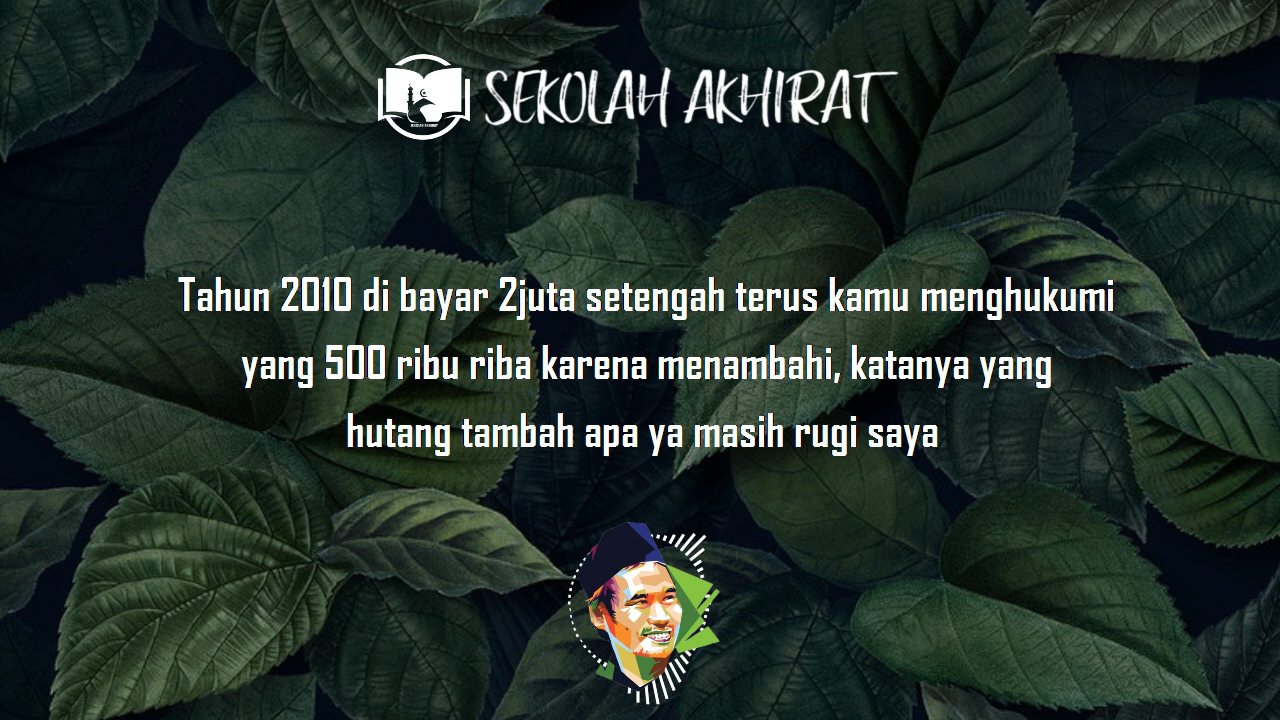 SEKOLAH AKHIRAT
Tahun 2010 di bayar 2juta setengah terus kamu menghukumi
yang 500 ribu riba karena menambahi, katanya yang
hutang tambah apa ya masih rugi saya